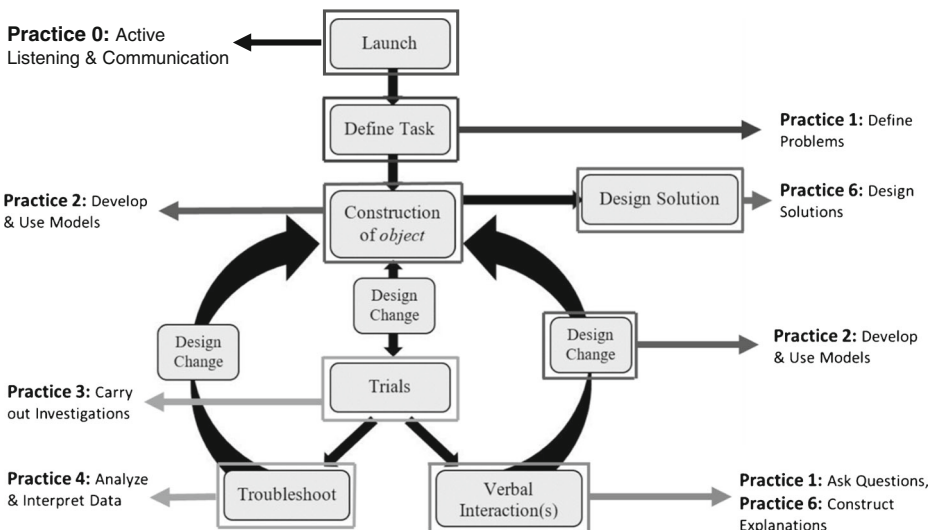 Practice 0: Active
Listening & Communication
Launch
Define Task
Practice 1: Define
Problems
Practice 2: Develop
& Use Models
Construction
of object
Design Solution
Practice 6: Design
Solutions
Design
Change
Design
Change
Design
Change
Practice 2: Develop
& Use Models
Practice 3: Carry
out Investigations
Trials
Practice 4: Analyze
& Interpret Data
Troubleshoot
Verbal
Interaction(s)
Practice 1: Ask Questions,
Practice 6: Construct
Explanations